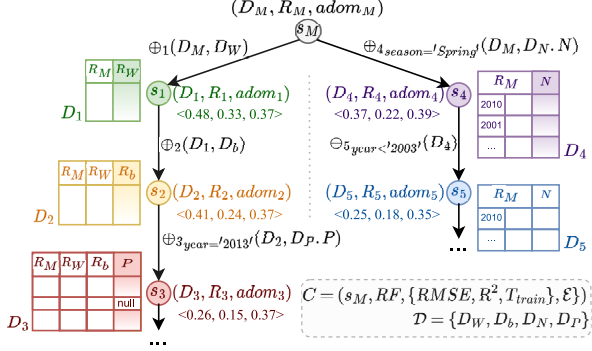 (D_M, R_M, adom_M)
s_M
⊕_1(D_M, D_W)
⊕_4 season='Spring'(D_M, D_N.N)
R_M R_W
D_1
s_1
(D_1, R_1, adom_1)
<0.48, 0.33, 0.37>
(D_4, R_4, adom_4)
<0.37, 0.22, 0.39>
s_4
R_M N
2010
2001
...
D_4
⊕_2(D_1, D_b)
⊖_5 year<'2003'{D_4}
R_M R_W R_b
D_2
s_2
(D_2, R_2, adom_2)
<0.41, 0.24, 0.37>
(D_5, R_5, adom_5)
<0.25, 0.18, 0.35>
s_5
R_M N
2010
...
D_5
...
⊕_3 year='2013'{D_2, D_P.P}
R_M R_W R_b P
null
D_3
s_3
(D_3, R_3, adom_3)
<0.26, 0.15, 0.37>
...
C = (s_M, RF, {RMSE, R², T_train}, ℰ})
𝒟 = {D_W, D_b, D_N, D_P}